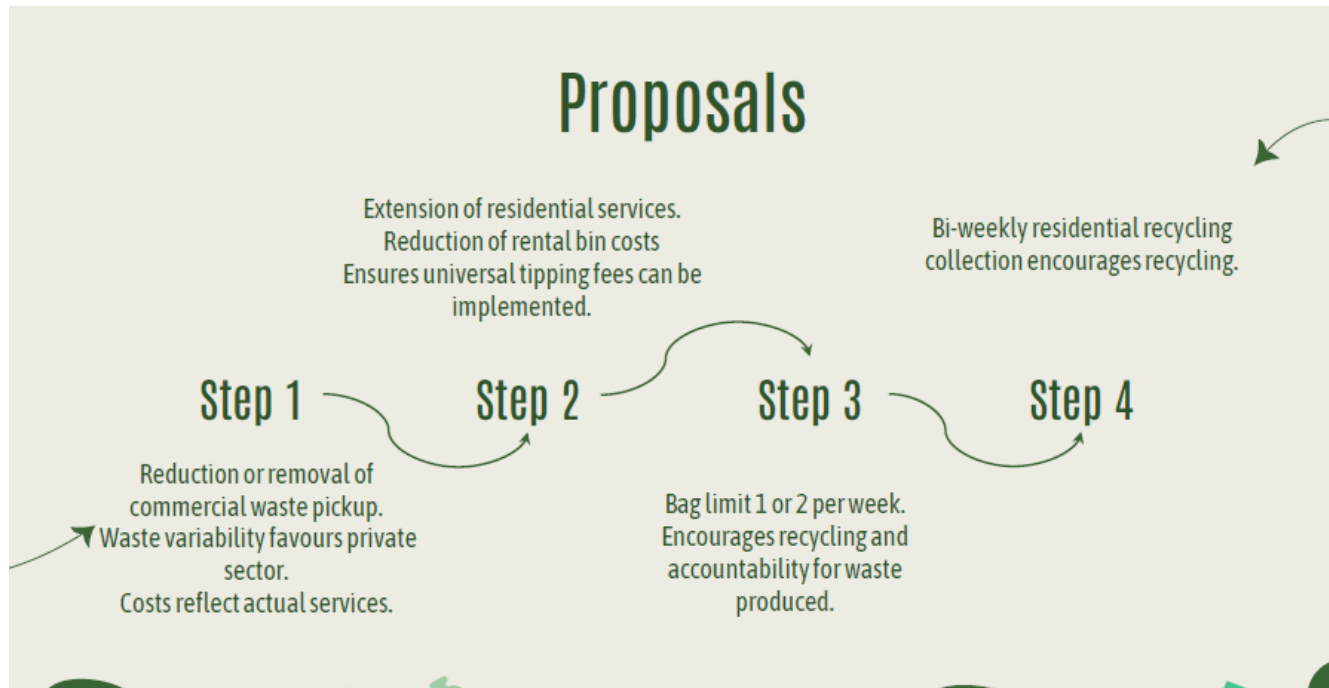 Proposals
Extension of residential services.
Reduction of rental bin costs
Ensures universal tipping fees can be
implemented.
Bi-weekly residential recycling
collection encourages recycling.
Step 1
Step 2
Step 3
Step 4
Reduction or removal of
commercial waste pickup.
Waste variability favours private
sector.
Costs reflect actual services.
Bag limit 1 or 2 per week.
Encourages recycling and
accountability for waste
produced.